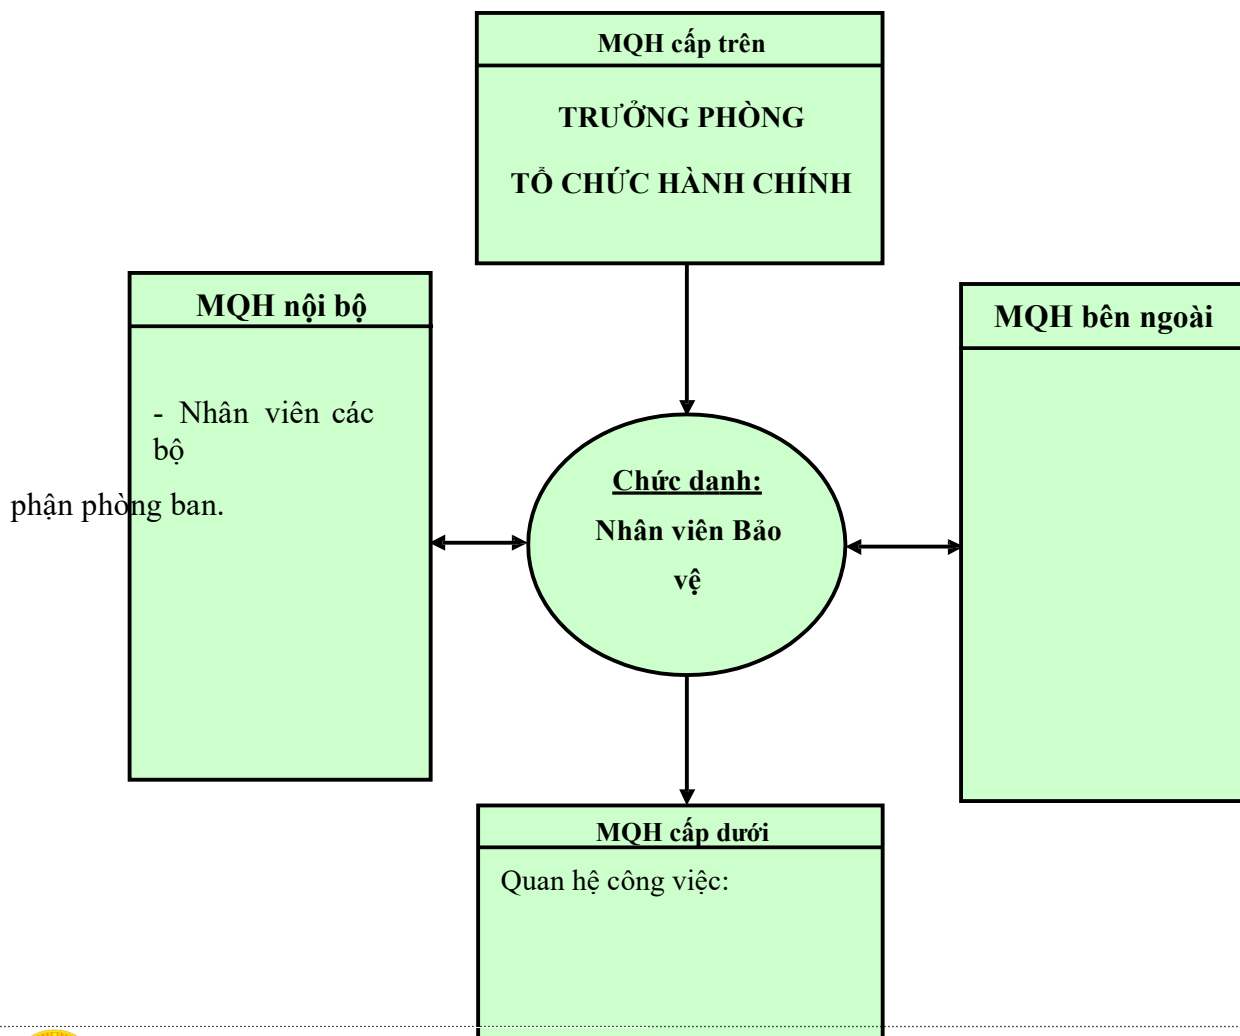 MQH cấp trên
TRƯỞNG PHÒNG
TỔ CHỨC HÀNH CHÍNH
MQH nội bộ
- Nhân viên các
bộ
phận phòng ban.
Chức danh:
Nhân viên Bảo
vệ
MQH bên ngoài
MQH cấp dưới
Quan hệ công việc: